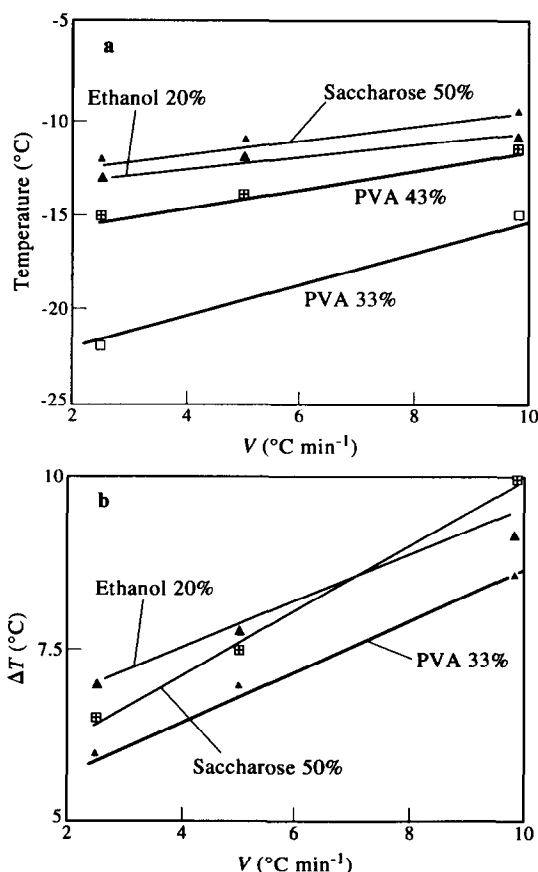 a
-5
-10
-15
-20
-25
Temperature (°C)
Ethanol 20%
Saccharose 50%
PVA 43%
PVA 33%
2
4
6
8
10
V (°C min⁻¹)
b
10
7.5
5
ΔT (°C)
Ethanol 20%
PVA 33%
Saccharose 50%
2
4
6
8
10
V (°C min⁻¹)